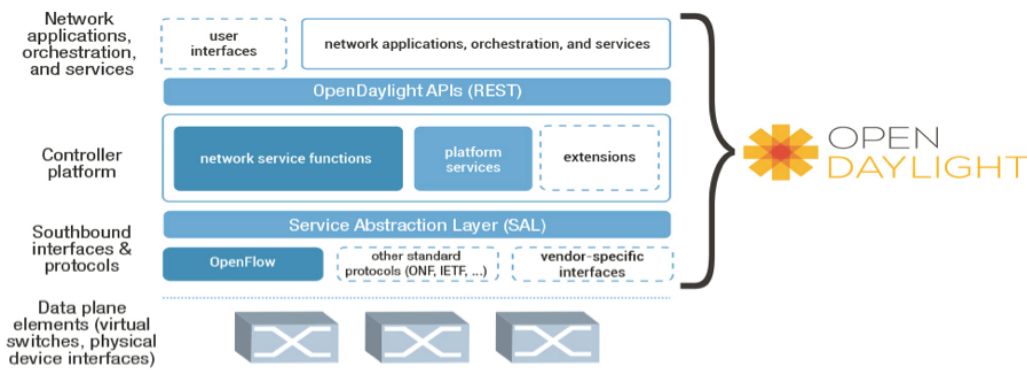 Network
applications,
orchestration,
and services
user
interfaces
network applications, orchestration, and services
OpenDaylight APIs (REST)
Controller
platform
network service functions
platform
services
extensions
Service Abstraction Layer (SAL)
Southbound
interfaces &
protocols
OpenFlow
other standard
protocols (ONF, IETF, ...)
vendor-specific
interfaces
Data plane
elements (virtual
switches, physical
device interfaces)
OPEN
DAYLIGHT